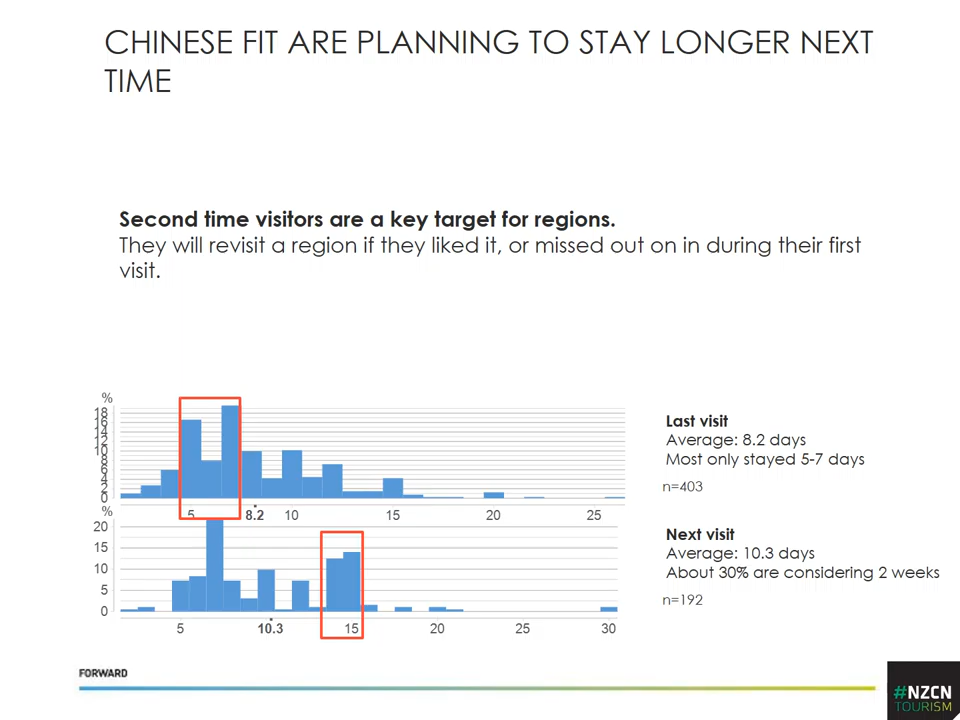 CHINESE FIT ARE PLANNING TO STAY LONGER NEXT
TIME
Second time visitors are a key target for regions.
They will revisit a region if they liked it, or missed out on in during their first
visit.
%
18
16
14
12
10
8
6
4
2
0
5 8.2 10 15 20 25
Last visit
Average: 8.2 days
Most only stayed 5-7 days
n=403
%
20
15
10
5
0
5 10.3 15 20 25 30
Next visit
Average: 10.3 days
About 30% are considering 2 weeks
n=192
FORWARD
#NZCN
TOURISM